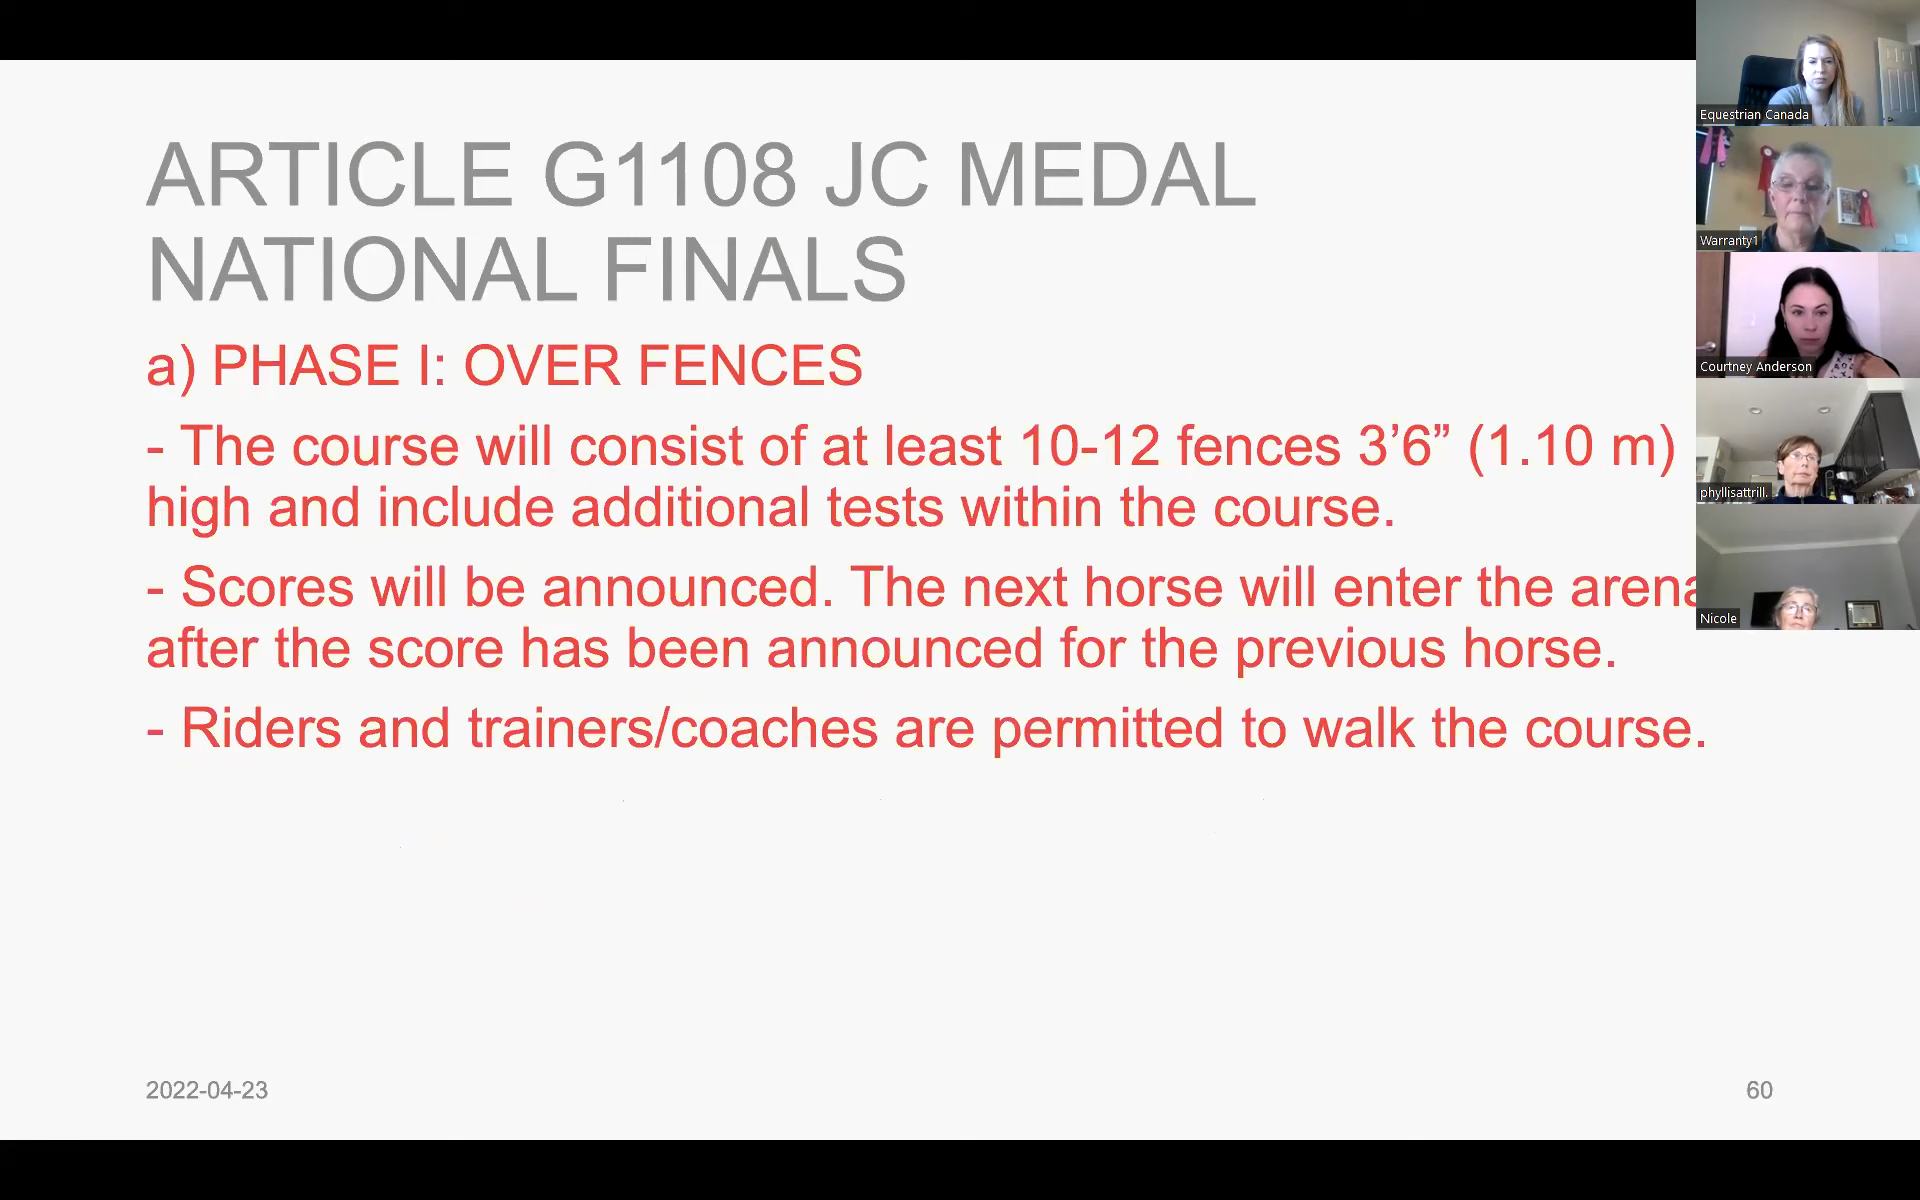 ARTICLE G1108 JC MEDAL
NATIONAL FINALS
a) PHASE I: OVER FENCES
- The course will consist of at least 10-12 fences 3’6” (1.10 m)
high and include additional tests within the course.
- Scores will be announced. The next horse will enter the arena
after the score has been announced for the previous horse.
- Riders and trainers/coaches are permitted to walk the course.
2022-04-23
60
Equestrian Canada
Warranty1
Courtney Anderson
phyllisattrill.
Nicole